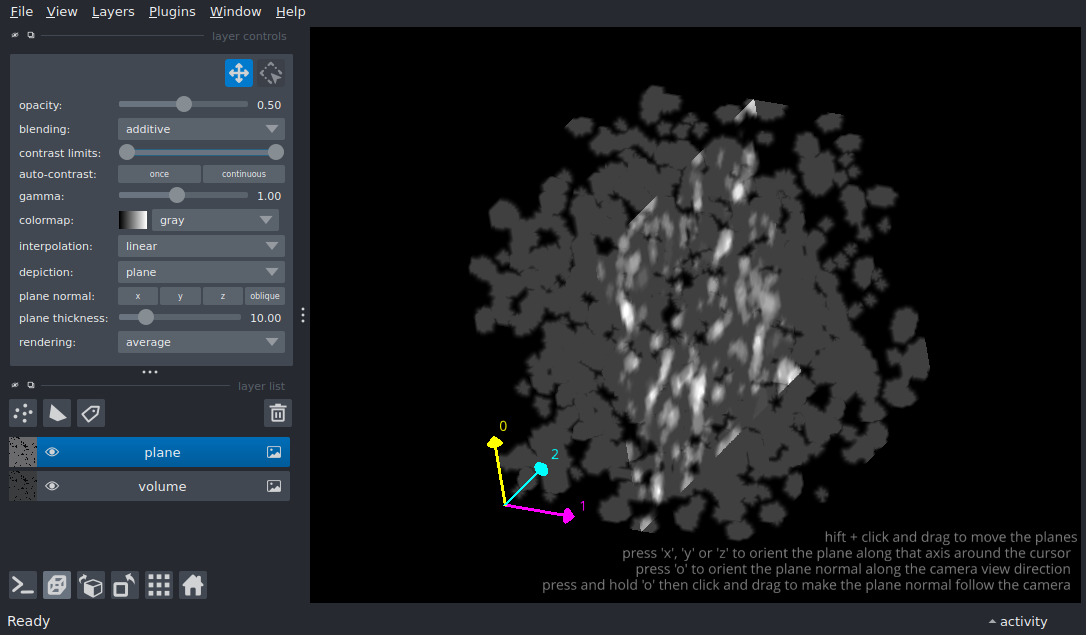 File View Layers Plugins Window Help
layer controls
opacity: 0.50
blending: additive
contrast limits:
auto-contrast: once continuous
gamma: 1.00
colormap: gray
interpolation: linear
depiction: plane
plane normal: x y z oblique
plane thickness: 10.00
rendering: average
layer list
plane
volume
0
2
1
hift + click and drag to move the planes
press 'x', 'y' or 'z' to orient the plane along that axis around the cursor
press 'o' to orient the plane normal along the camera view direction
press and hold 'o' then click and drag to make the plane normal follow the camera
Ready
activity